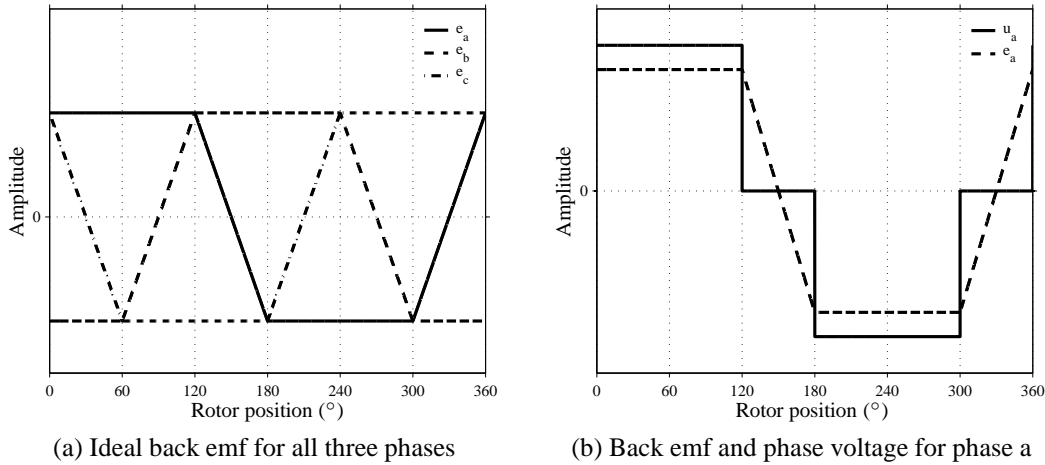 e_a
e_b
e_c
Amplitude
0
0 60 120 180 240 300 360
Rotor position (°)
(a) Ideal back emf for all three phases
u_a
e_a
Amplitude
0
0 60 120 180 240 300 360
Rotor position (°)
(b) Back emf and phase voltage for phase a